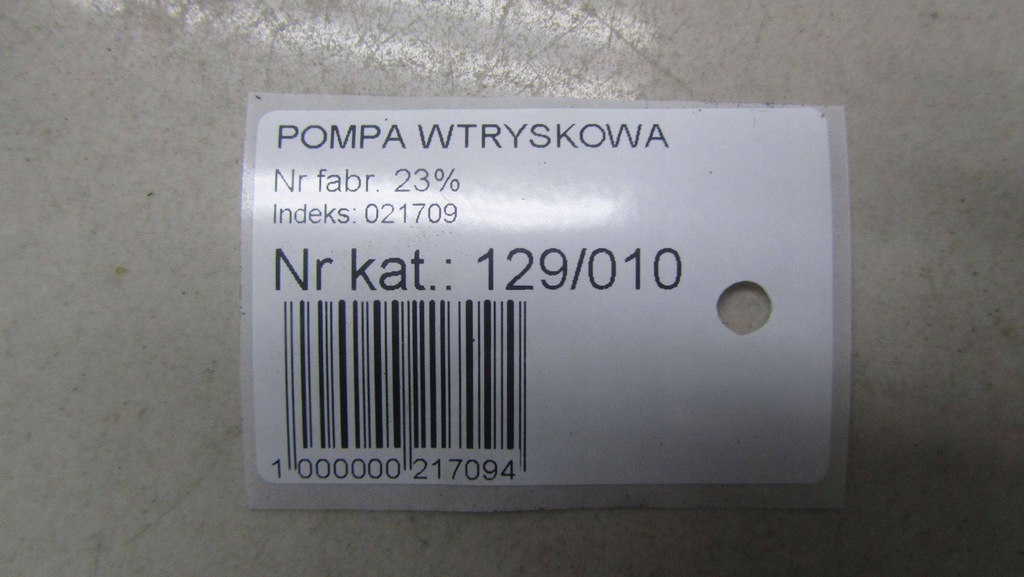 POMPA WTRYSKOWA
Nr fabr. 23%
Indeks: 021709
Nr kat.: 129/010
1 000000 217094